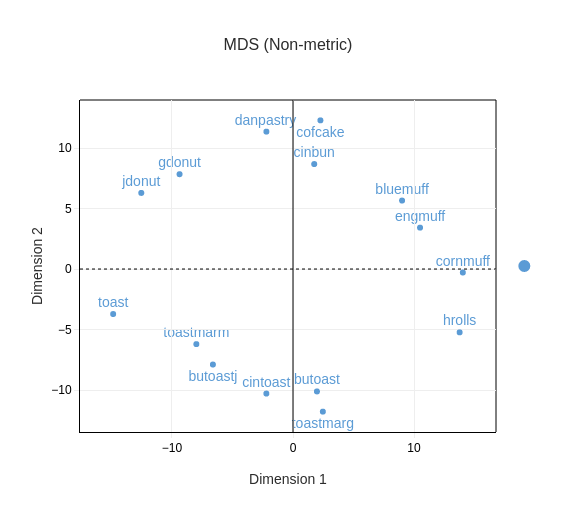 MDS (Non-metric)
danpastry
cofcake
cinbun
gdonut
jdonut
bluemuff
engmuff
cornmuff
toast
hrolls
toastmarm
butoastj
cintoast
butoast
toastmarg
10
5
0
−5
−10
−10
0
10
Dimension 1
Dimension 2